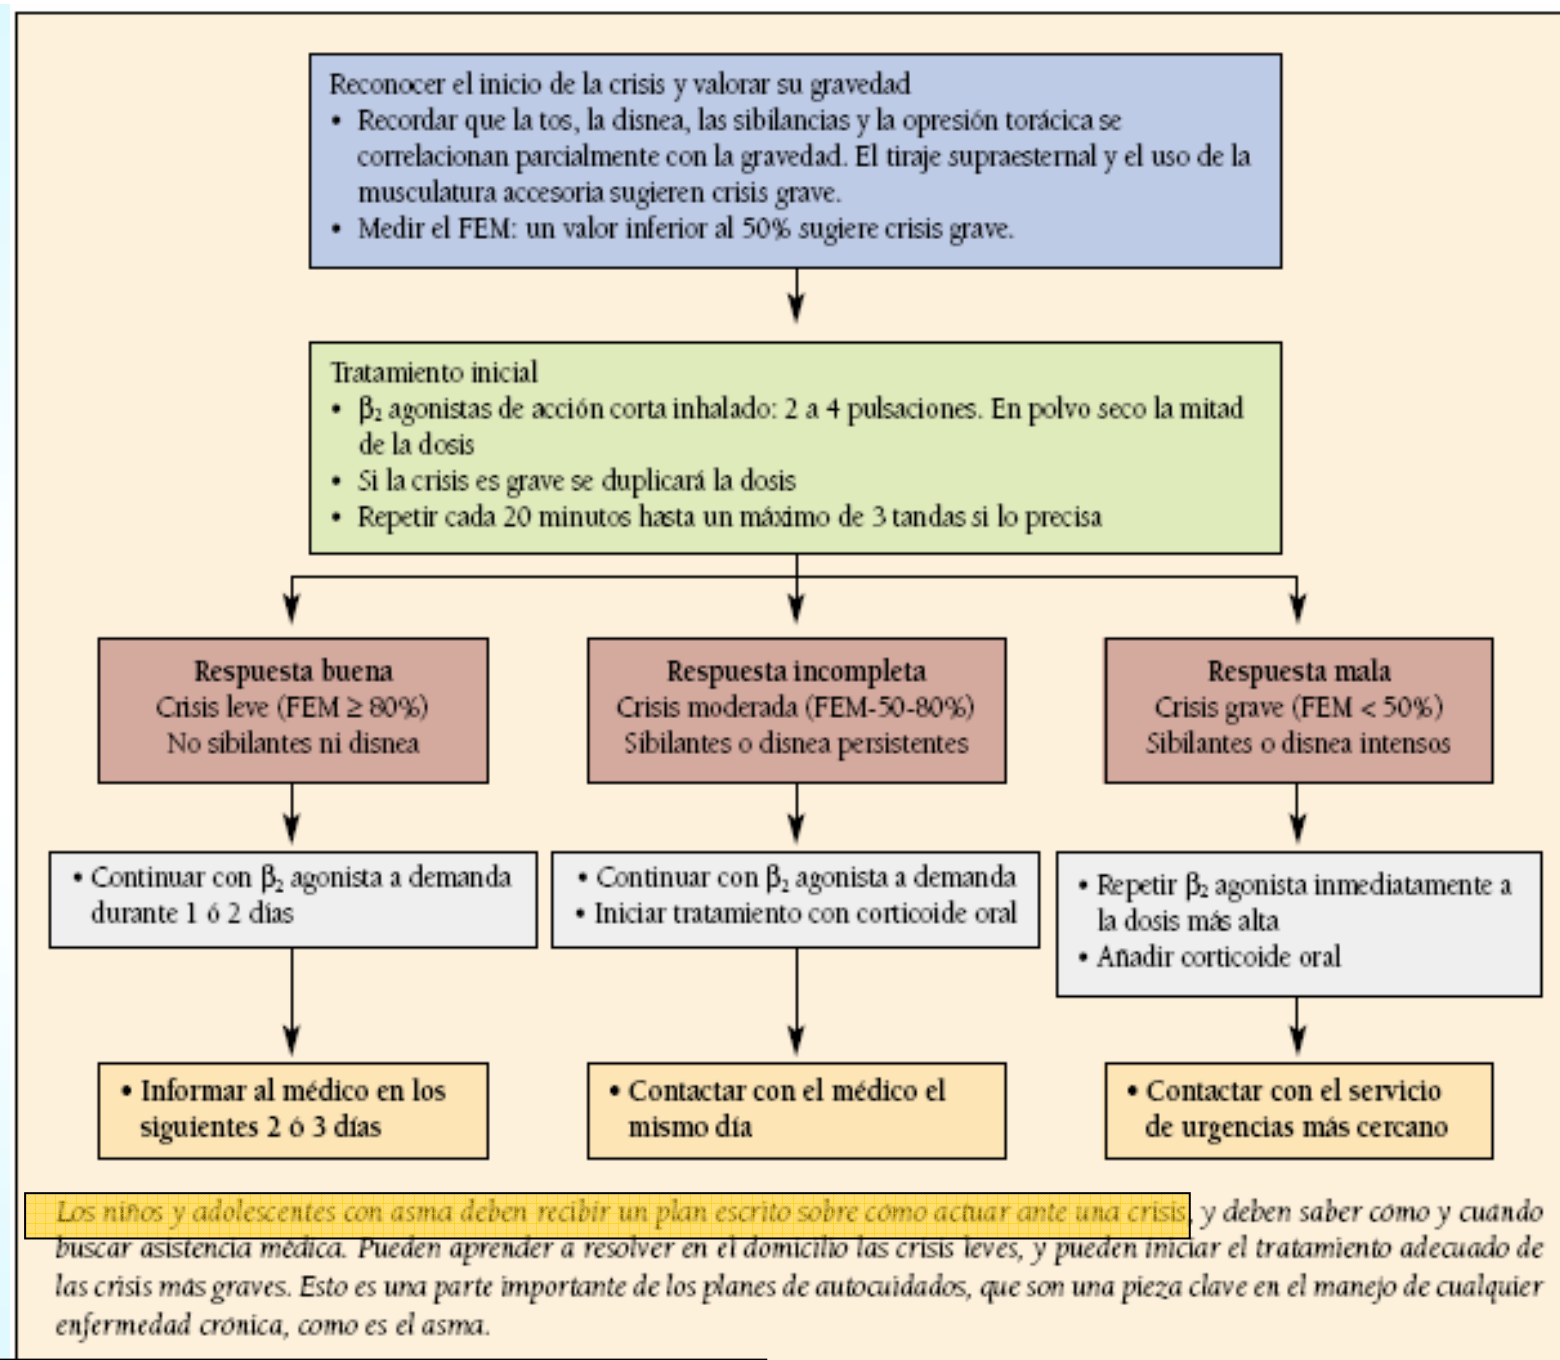 Reconocer el inicio de la crisis y valorar su gravedad
• Recordar que la tos, la disnea, las sibilancias y la opresión torácica se
correlacionan parcialmente con la gravedad. El tiraje supraesternal y el uso de la
musculatura accesoria sugieren crisis grave.
• Medir el FEM: un valor inferior al 50% sugiere crisis grave.
Tratamiento inicial
• β₂ agonistas de acción corta inhalado: 2 a 4 pulsaciones. En polvo seco la mitad
de la dosis
• Si la crisis es grave se duplicará la dosis
• Repetir cada 20 minutos hasta un máximo de 3 tandas si lo precisa
Respuesta buena
Crisis leve (FEM ≥ 80%)
No sibilantes ni disnea
Respuesta incompleta
Crisis moderada (FEM-50-80%)
Sibilantes o disnea persistentes
Respuesta mala
Crisis grave (FEM < 50%)
Sibilantes o disnea intensos
• Continuar con β₂ agonista a demanda
durante 1 ó 2 días
• Continuar con β₂ agonista a demanda
• Iniciar tratamiento con corticoide oral
• Repetir β₂ agonista inmediatamente a
la dosis más alta
• Añadir corticoide oral
• Informar al médico en los
siguientes 2 ó 3 días
• Contactar con el médico el
mismo día
• Contactar con el servicio
de urgencias más cercano
Los niños y adolescentes con asma deben recibir un plan escrito sobre cómo actuar ante una crisis, y deben saber cómo y cuándo
buscar asistencia médica. Pueden aprender a resolver en el domicilio las crisis leves, y pueden iniciar el tratamiento adecuado de
las crisis más graves. Esto es una parte importante de los planes de autocuidados, que son una pieza clave en el manejo de cualquier
enfermedad crónica, como es el asma.